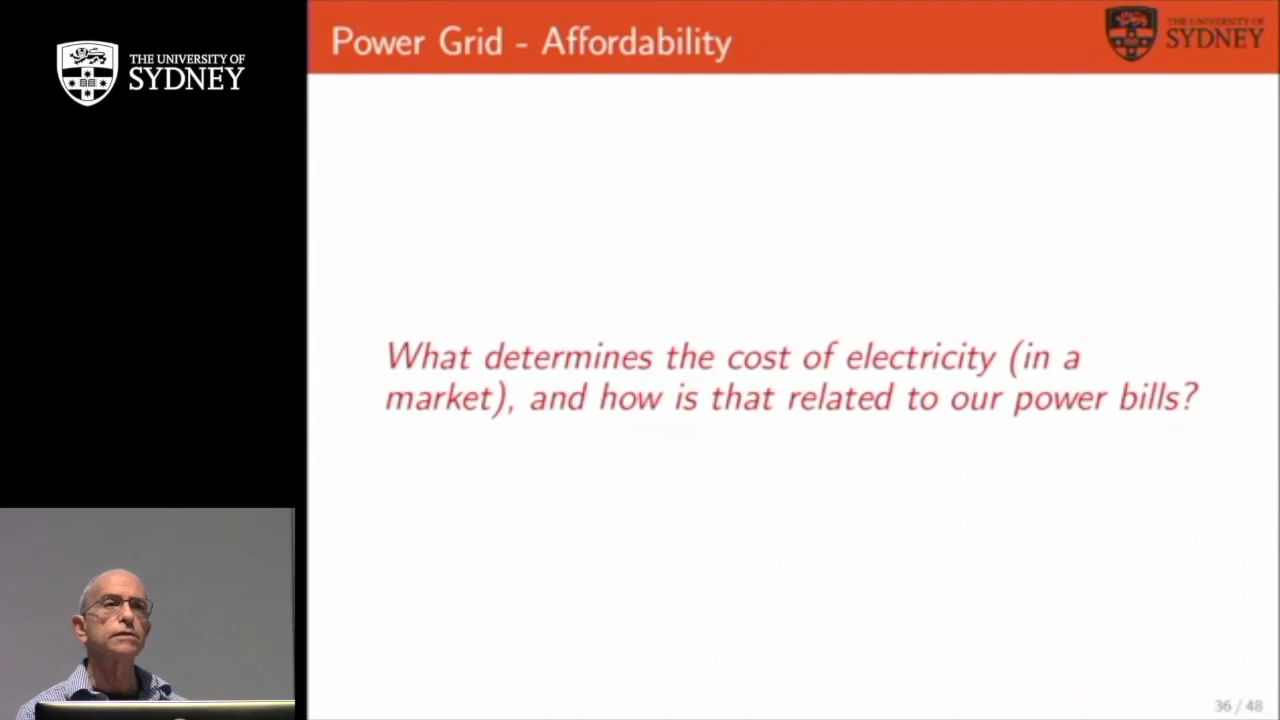 THE UNIVERSITY OF
SYDNEY
Power Grid - Affordability
THE UNIVERSITY OF
SYDNEY
What determines the cost of electricity (in a
market), and how is that related to our power bills?
36 / 48